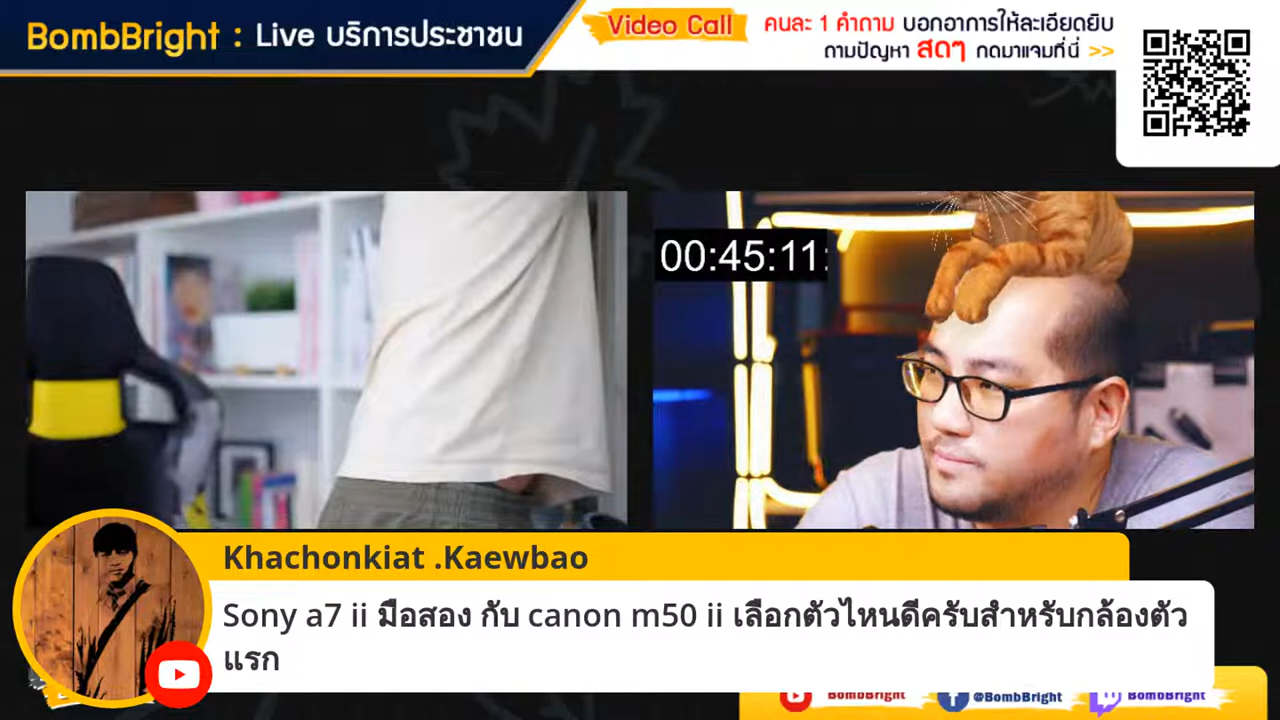 BombBright : Live บริการประชาชน
Video Call คนละ 1 คำถาม บอกอาการให้ละเอียดยิบ
ถามปัญหา สดๆ กดมาแจมที่นี่ >>
00:45:11:
Khachonkiat .Kaewbao
Sony a7 ii มือสอง กับ canon m50 ii เลือกตัวไหนดีครับสำหรับกล้องตัว
แรก
BombBright @BombBright BombBright